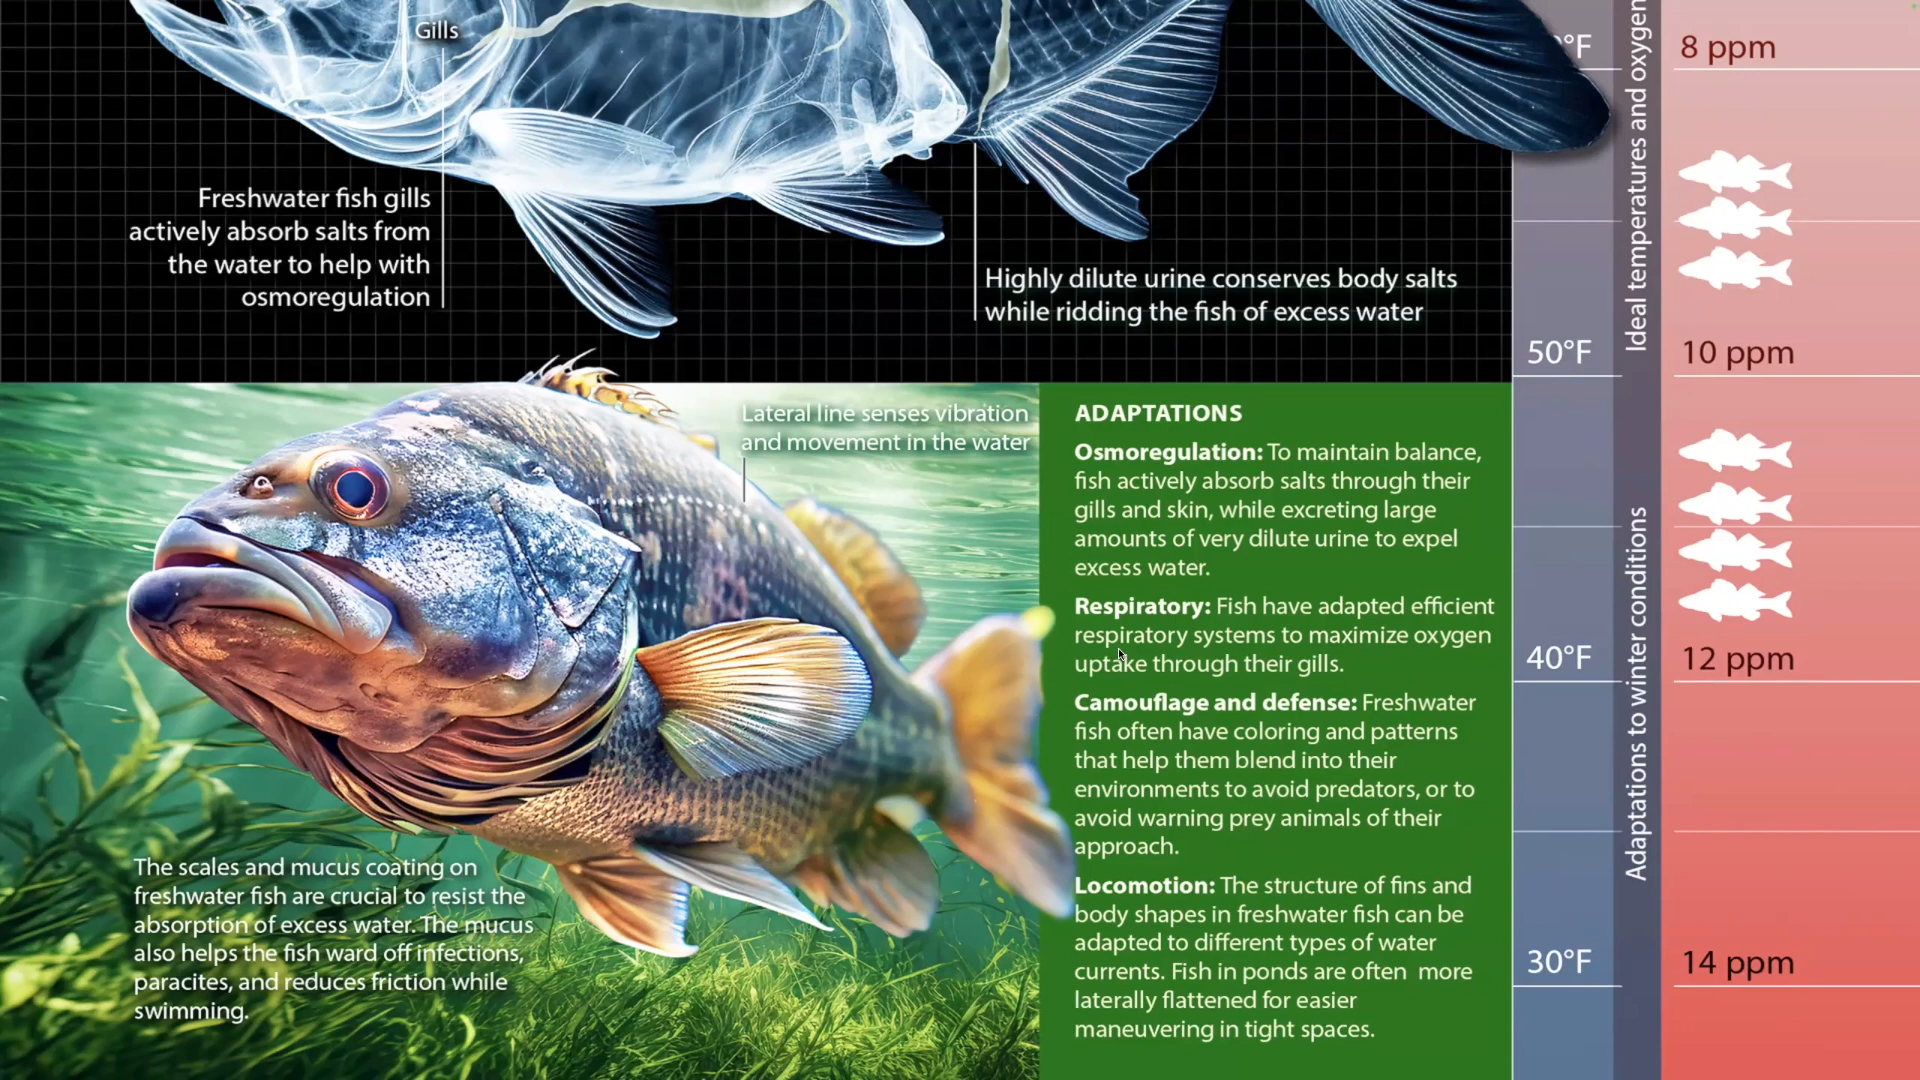 Gills
Freshwater fish gills
actively absorb salts from
the water to help with
osmoregulation
Highly dilute urine conserves body salts
while ridding the fish of excess water
Lateral line senses vibration
and movement in the water
The scales and mucus coating on
freshwater fish are crucial to resist the
absorption of excess water. The mucus
also helps the fish ward off infections,
paracites, and reduces friction while
swimming.
ADAPTATIONS
Osmoregulation: To maintain balance,
fish actively absorb salts through their
gills and skin, while excreting large
amounts of very dilute urine to expel
excess water.
Respiratory: Fish have adapted efficient
respiratory systems to maximize oxygen
uptake through their gills.
Camouflage and defense: Freshwater
fish often have coloring and patterns
that help them blend into their
environments to avoid predators, or to
avoid warning prey animals of their
approach.
Locomotion: The structure of fins and
body shapes in freshwater fish can be
adapted to different types of water
currents. Fish in ponds are often more
laterally flattened for easier
maneuvering in tight spaces.
°F
50°F
40°F
30°F
Ideal temperatures and oxygen
Adaptations to winter conditions
8 ppm
10 ppm
12 ppm
14 ppm